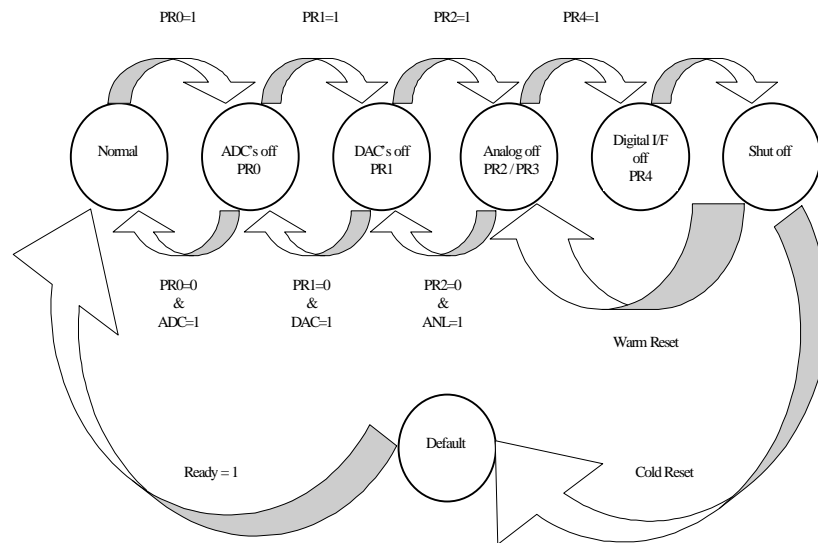 PR0=1
PR1=1
PR2=1
PR4=1
Normal
ADC's off
PR0
DAC's off
PR1
Analog off
PR2 / PR3
Digital I/F
off
PR4
Shut off
PR0=0
&
ADC=1
PR1=0
&
DAC=1
PR2=0
&
ANL=1
Warm Reset
Default
Ready = 1
Cold Reset